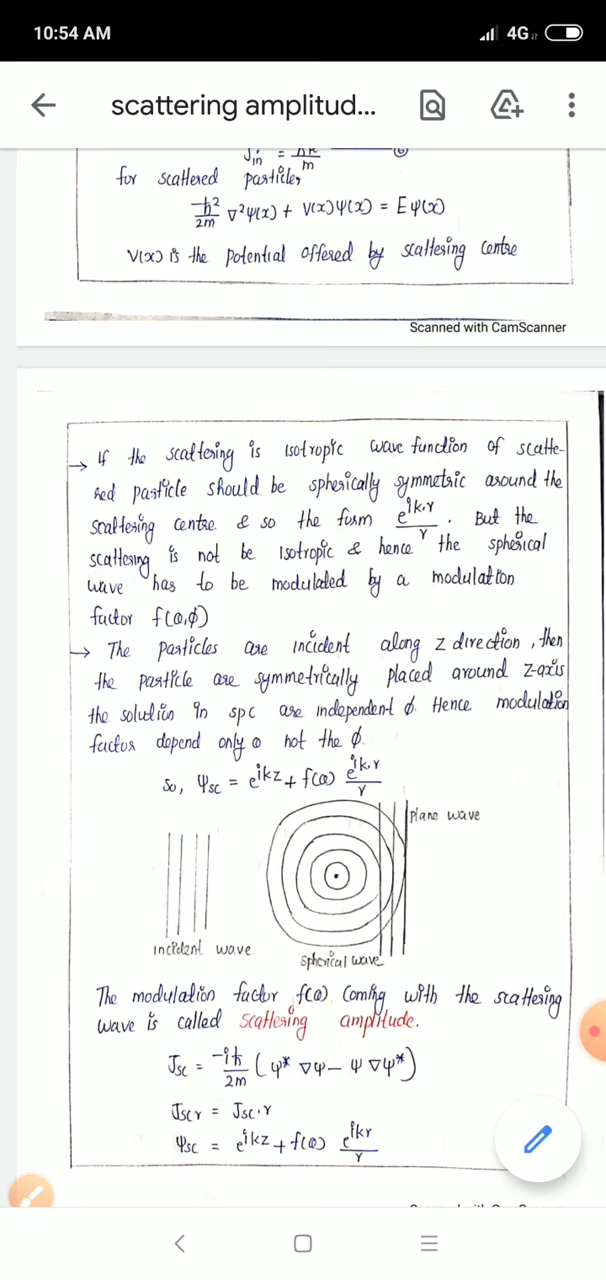 10:54 AM
4G
scattering amplitud...
Jin = ħk/m
for scattered particles,
-ħ²/2m ∇²ψ(x) + V(x)ψ(x) = Eψ(x)
V(x) is the potential offered by scattering centre
Scanned with CamScanner
→ If the scattering is isotropic wave function of scatte-
red particle should be spherically symmetric around the
scattering centre & so the form e^ik.r/r. But the
scattering is not be isotropic & hence the spherical
wave has to be modulated by a modulation
factor f(θ,φ)
→ The particles are incident along z direction, then
the particle are symmetrically placed around z-axis
the solution in spc are independent φ. Hence modulation
factor depend only θ not the φ.
So, ψsc = e^ikz + f(θ) e^ik.r/r
plane wave
incident wave
spherical wave
The modulation factor f(θ) coming with the scattering
wave is called scattering amplitude.
Jsc = -iħ/2m (ψ* ∇ψ - ψ ∇ψ*)
Jscr = Jsc.r
ψsc = e^ikz + f(θ) e^ikr/r